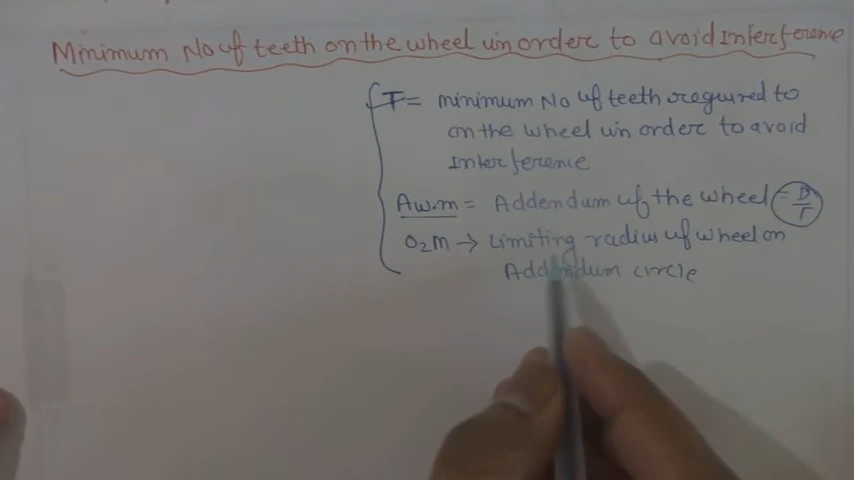 Minimum No of teeth on the wheel in order to avoid Interference
T = minimum No of teeth required to
on the wheel in order to avoid
Interference
Aw.m = Addendum of the wheel = D/T
O₂M → Limiting radius of wheel on
Addendum circle